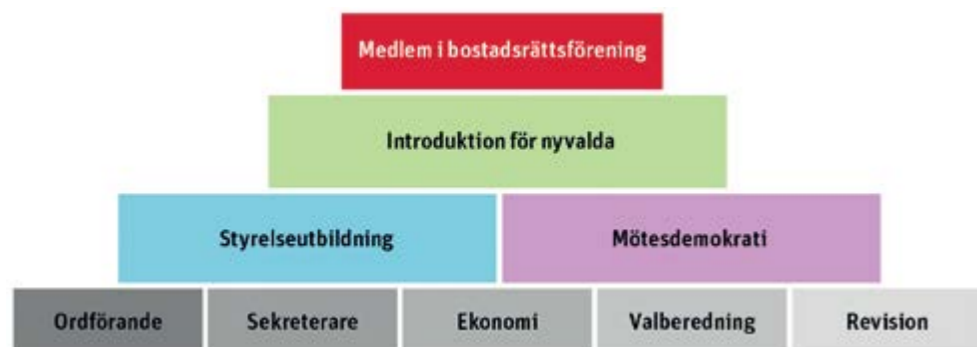 Medlem i bostadsrättsförening
Introduktion för nyvalda
Styrelseutbildning
Mötesdemokrati
Ordförande
Sekreterare
Ekonomi
Valberedning
Revision